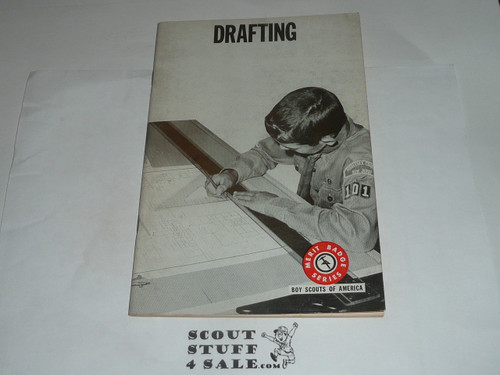 DRAFTING
101
MERIT BADGE
SERIES
BOY SCOUTS OF AMERICA
SCOUT
STUFF
4 SALE.COM